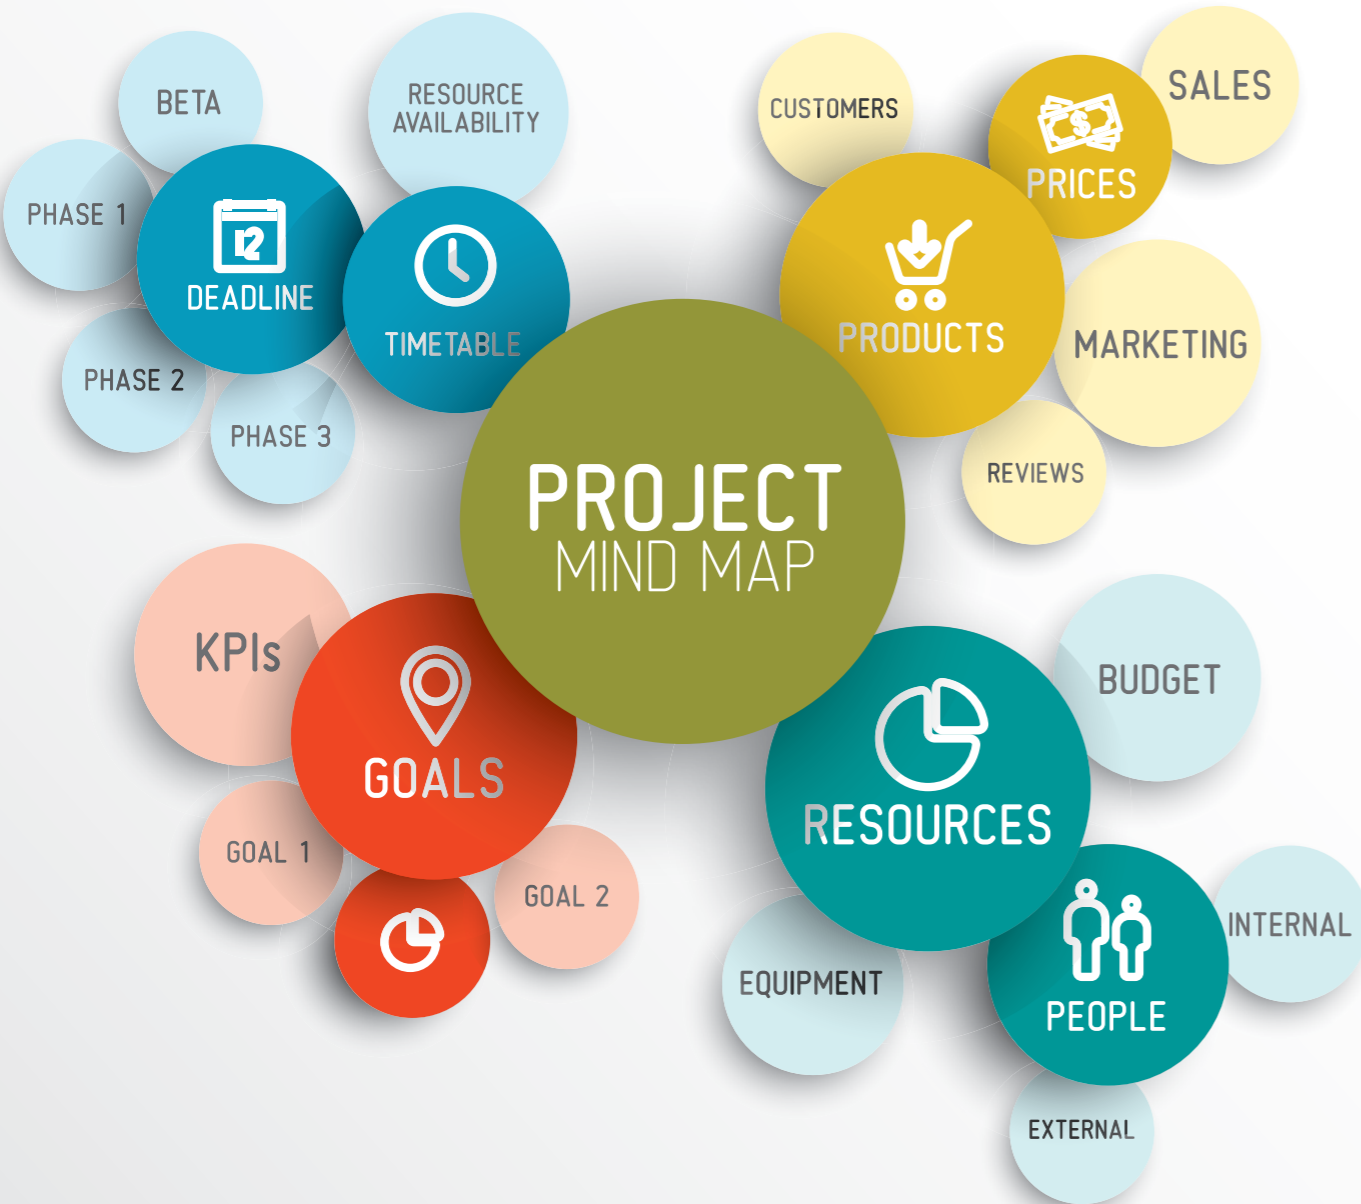 BETA
RESOURCE
AVAILABILITY
PHASE 1
12
DEADLINE
TIMETABLE
PHASE 2
PHASE 3
CUSTOMERS
$
PRICES
SALES
PRODUCTS
MARKETING
REVIEWS
PROJECT
MIND MAP
KPIs
GOALS
GOAL 1
GOAL 2
RESOURCES
BUDGET
EQUIPMENT
PEOPLE
INTERNAL
EXTERNAL